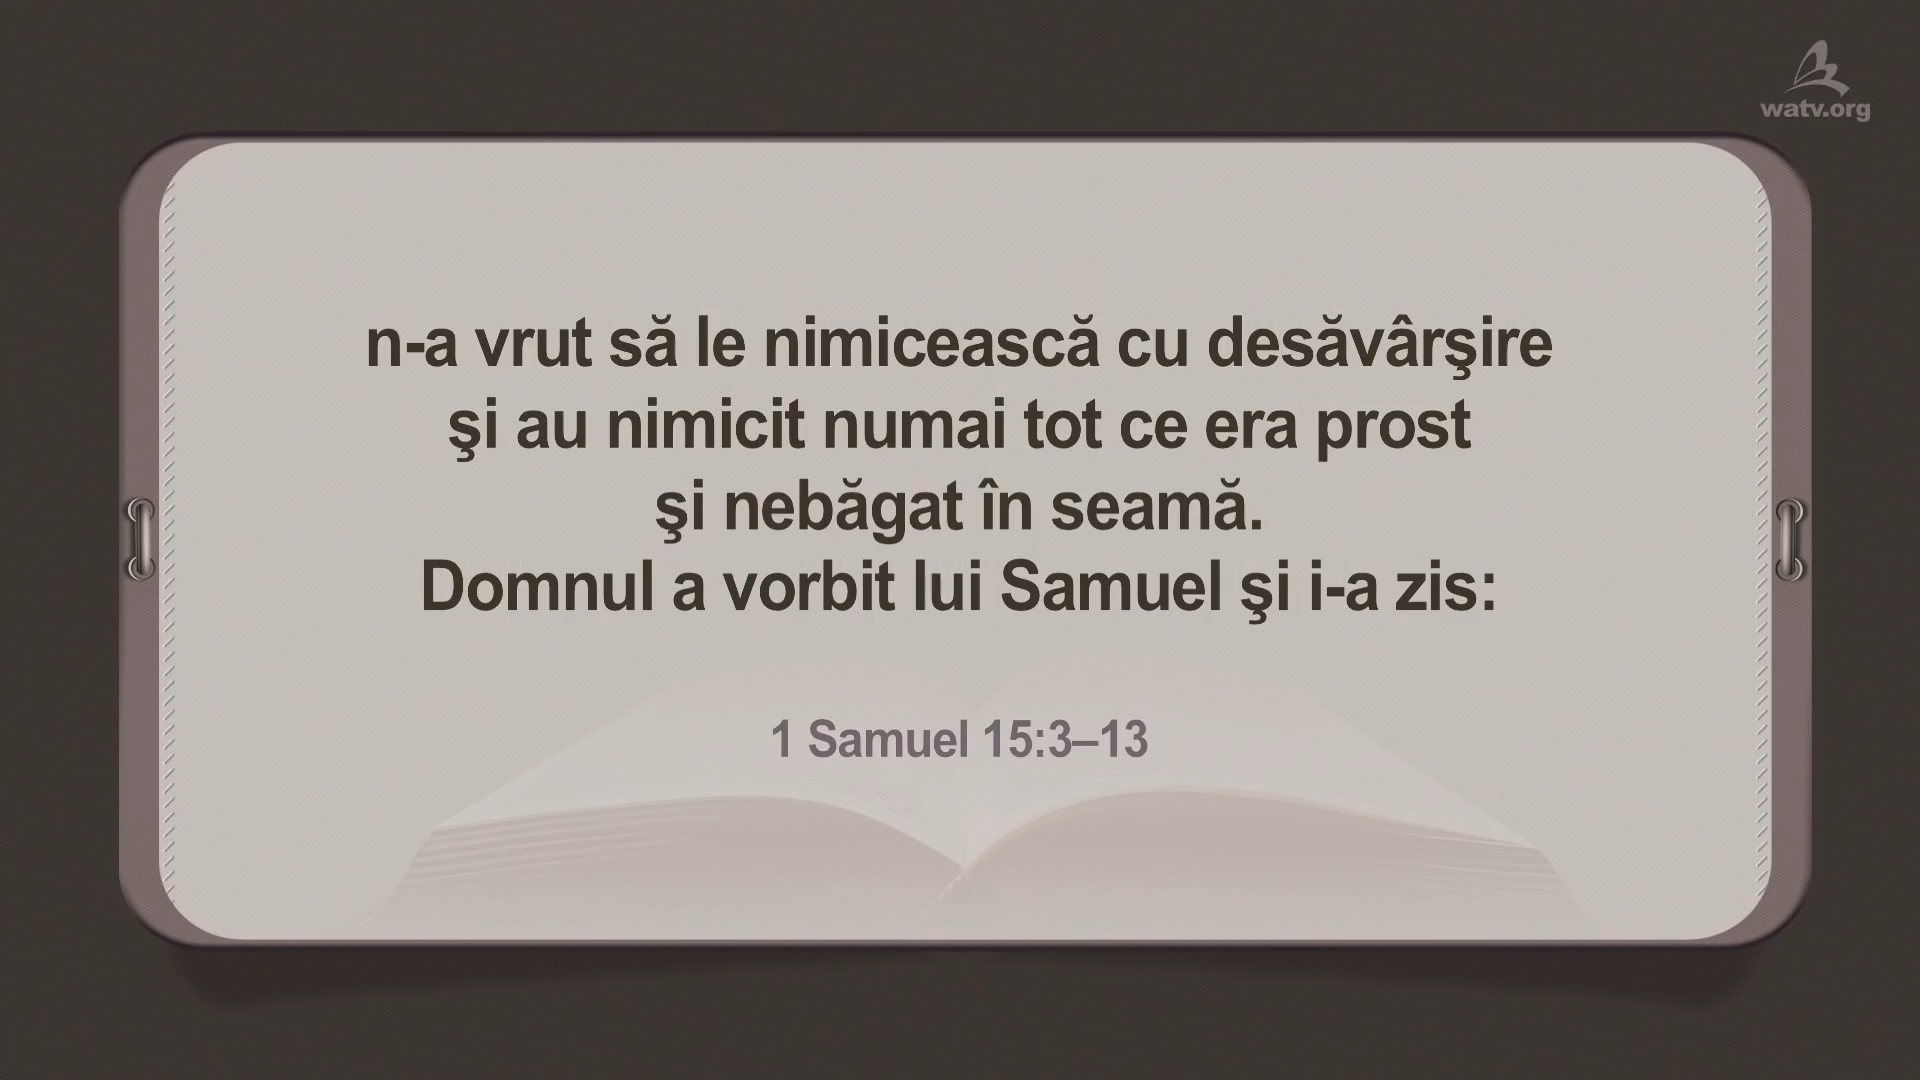 watv.org
n-a vrut să le nimicească cu desăvârşire
şi au nimicit numai tot ce era prost
şi nebăgat în seamă.
Domnul a vorbit lui Samuel şi i-a zis:
1 Samuel 15:3–13